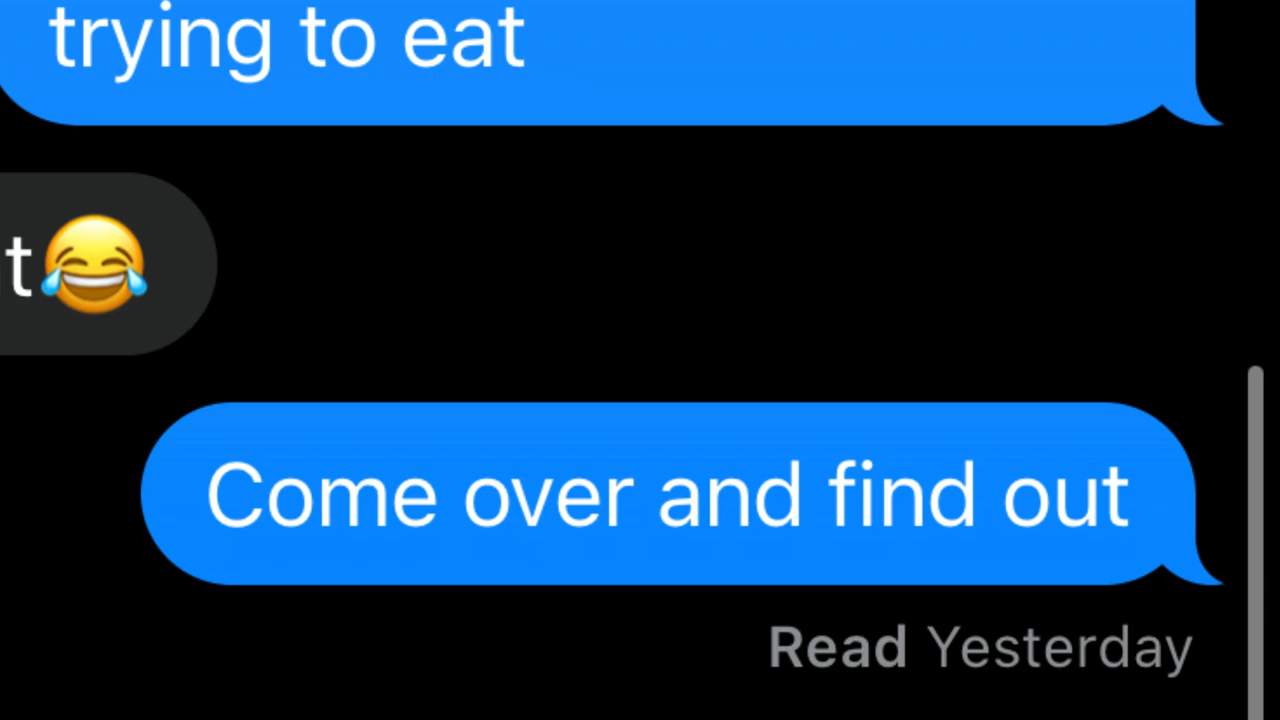 trying to eat
t😂
Come over and find out
Read Yesterday